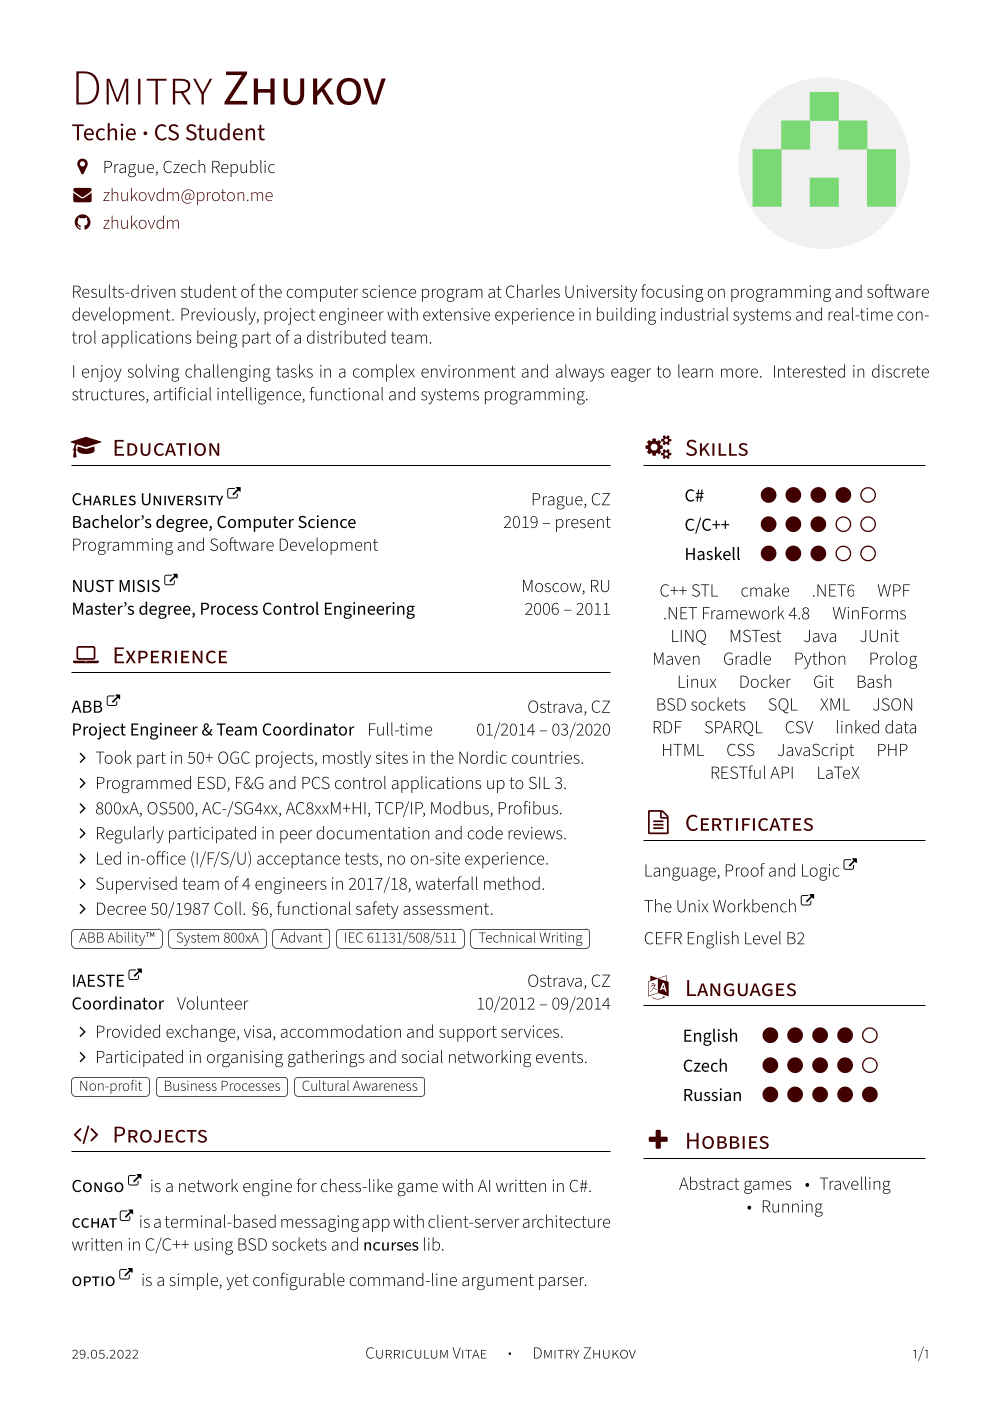 Dmitry Zhukov
Techie • CS Student
Prague, Czech Republic
zhukovdm@proton.me
zhukovdm
Results-driven student of the computer science program at Charles University focusing on programming and software
development. Previously, project engineer with extensive experience in building industrial systems and real-time con-
trol applications being part of a distributed team.
I enjoy solving challenging tasks in a complex environment and always eager to learn more. Interested in discrete
structures, artificial intelligence, functional and systems programming.
Education
Charles University Prague, CZ
Bachelor's degree, Computer Science 2019 – present
Programming and Software Development
NUST MISIS Moscow, RU
Master's degree, Process Control Engineering 2006 – 2011
Experience
ABB Ostrava, CZ
Project Engineer & Team Coordinator Full-time 01/2014 – 03/2020
Took part in 50+ OGC projects, mostly sites in the Nordic countries.
Programmed ESD, F&G and PCS control applications up to SIL 3.
800xA, OS500, AC-/SG4xx, AC8xxM+HI, TCP/IP, Modbus, Profibus.
Regularly participated in peer documentation and code reviews.
Led in-office (I/F/S/U) acceptance tests, no on-site experience.
Supervised team of 4 engineers in 2017/18, waterfall method.
Decree 50/1987 Coll. §6, functional safety assessment.
ABB Ability™ System 800xA Advant IEC 61131/508/511 Technical Writing
IAESTE Ostrava, CZ
Coordinator Volunteer 10/2012 – 09/2014
Provided exchange, visa, accommodation and support services.
Participated in organising gatherings and social networking events.
Non-profit Business Processes Cultural Awareness
Projects
Congo is a network engine for chess-like game with AI written in C#.
cchat is a terminal-based messaging app with client-server architecture
written in C/C++ using BSD sockets and ncurses lib.
optio is a simple, yet configurable command-line argument parser.
Skills
C#
C/C++
Haskell
C++ STL cmake .NET6 WPF
.NET Framework 4.8 WinForms
LINQ MSTest Java JUnit
Maven Gradle Python Prolog
Linux Docker Git Bash
BSD sockets SQL XML JSON
RDF SPARQL CSV linked data
HTML CSS JavaScript PHP
RESTful API LaTeX
Certificates
Language, Proof and Logic
The Unix Workbench
CEFR English Level B2
Languages
English
Czech
Russian
Hobbies
Abstract games • Travelling
• Running
29.05.2022 Curriculum Vitae • Dmitry Zhukov 1/1